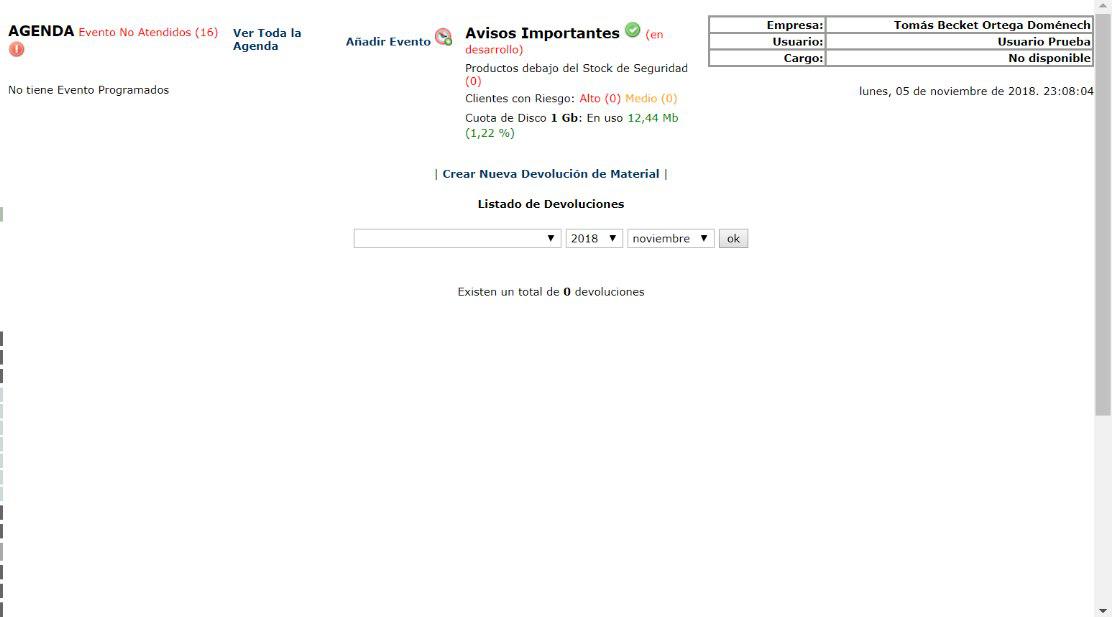 AGENDA Evento No Atendidos (16)
Ver Toda la
Agenda
Añadir Evento
No tiene Evento Programados
Avisos Importantes (en
desarrollo)
Productos debajo del Stock de Seguridad
(0)
Clientes con Riesgo: Alto (0) Medio (0)
Cuota de Disco 1 Gb: En uso 12,44 Mb
(1,22 %)
Empresa: Tomás Becket Ortega Doménech
Usuario: Usuario Prueba
Cargo: No disponible
lunes, 05 de noviembre de 2018. 23:08:04
| Crear Nueva Devolución de Material |
Listado de Devoluciones
2018 noviembre ok
Existen un total de 0 devoluciones